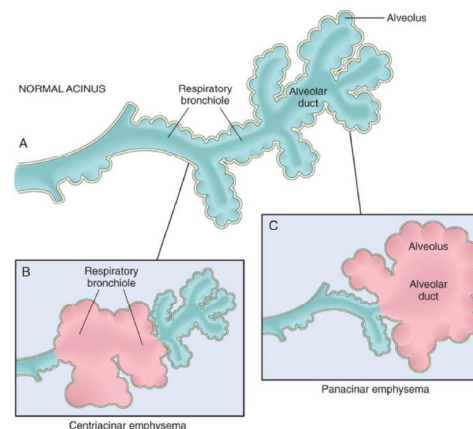 Alveolus
NORMAL ACINUS
Respiratory
bronchiole
Alveolar
duct
A
B
Respiratory
bronchiole
Centriacinar emphysema
C
Alveolus
Alveolar
duct
Panacinar emphysema